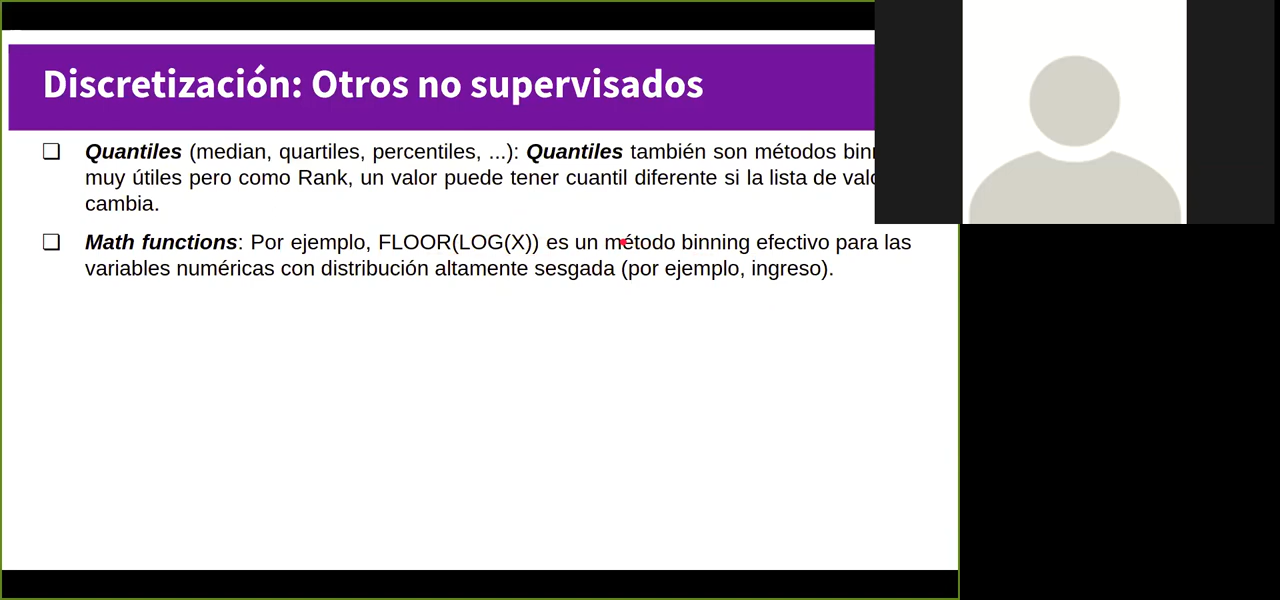 Discretización: Otros no supervisados
❑ Quantiles (median, quartiles, percentiles, ...): Quantiles también son métodos
muy útiles pero como Rank, un valor puede tener cuantil diferente si la lista de
cambia.
❑ Math functions: Por ejemplo, FLOOR(LOG(X)) es un método binning efectivo para las
variables numéricas con distribución altamente sesgada (por ejemplo, ingreso).